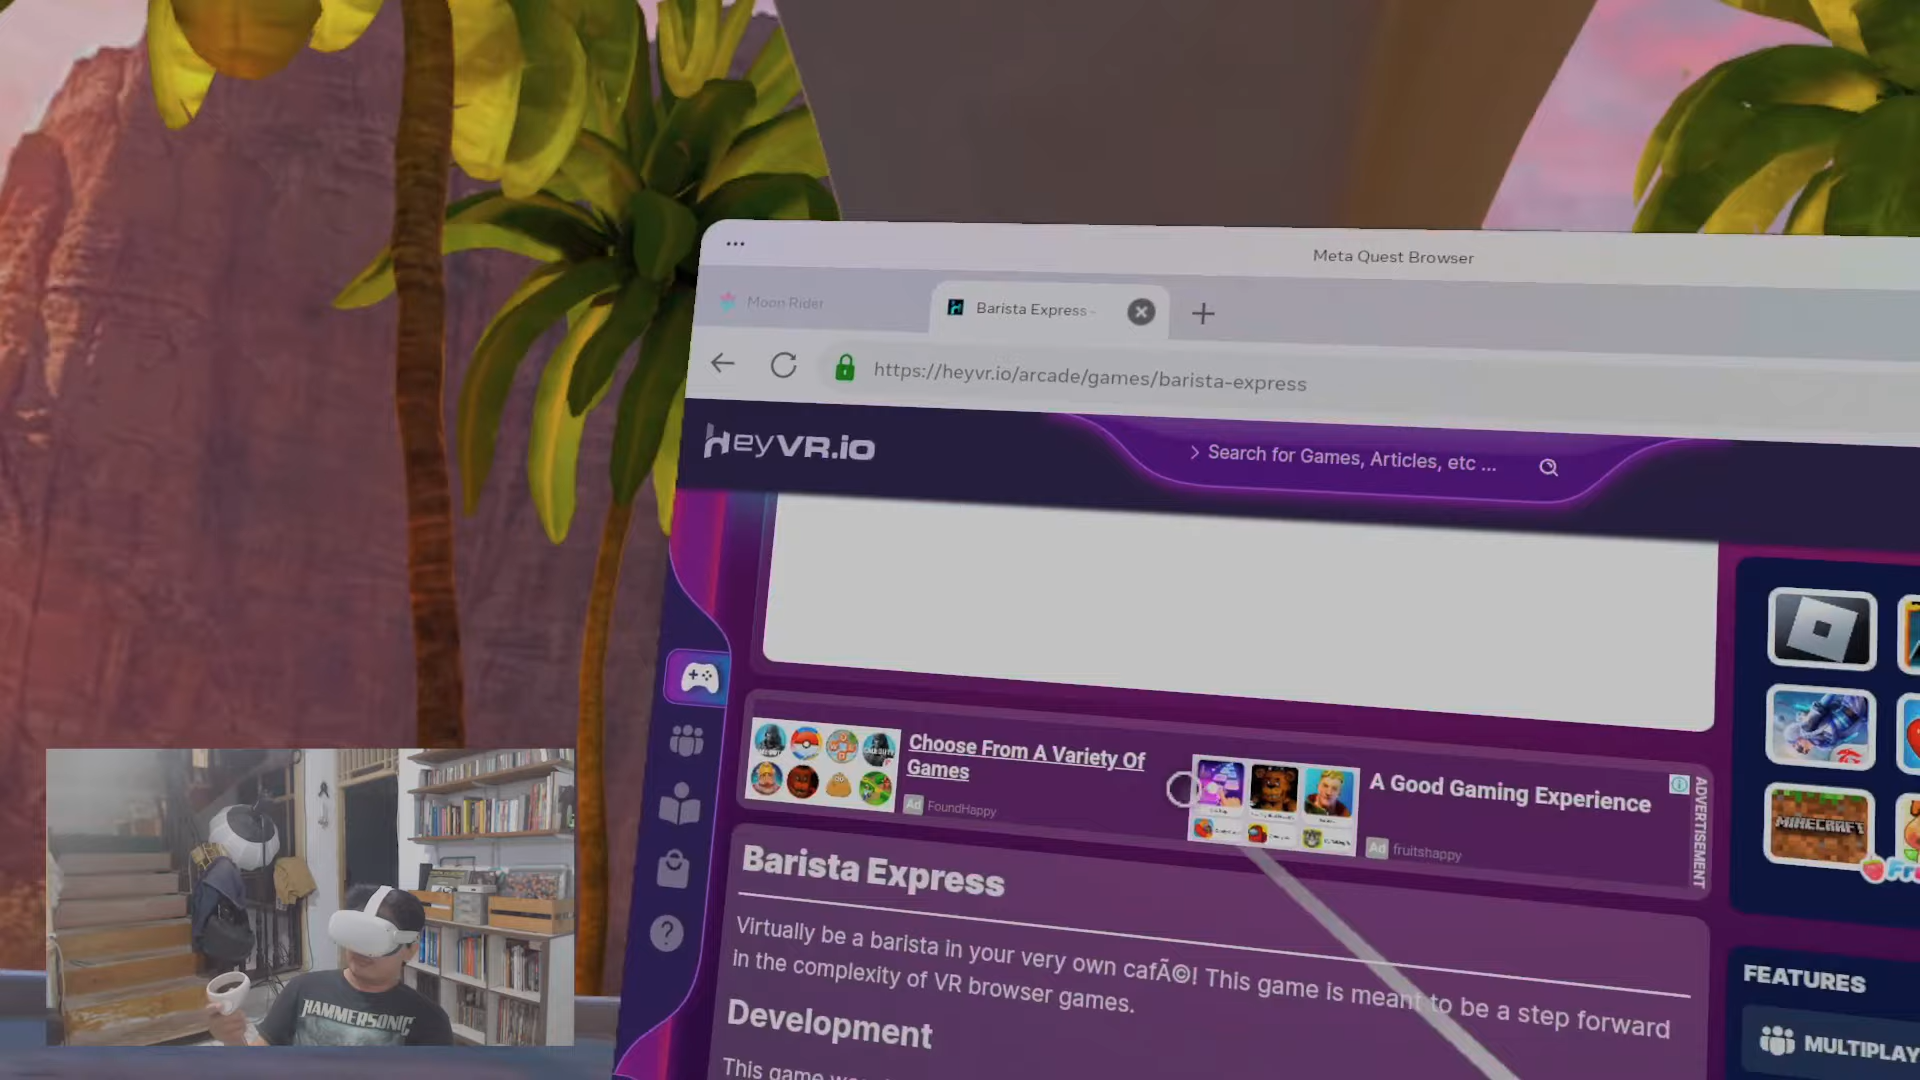 Meta Quest Browser
Moon Rider
Barista Express -
https://heyvr.io/arcade/games/barista-express
heyVR.io
> Search for Games, Articles, etc ...
Choose From A Variety Of
Games
Ad FoundHappy
A Good Gaming Experience
Ad fruitshappy
ADVERTISEMENT
MINECRAFT
Barista Express
Virtually be a barista in your very own cafÃ©! This game is meant to be a step forward
in the complexity of VR browser games.
Development
This game
FEATURES
MULTIPLAY
HAMMERSONIC